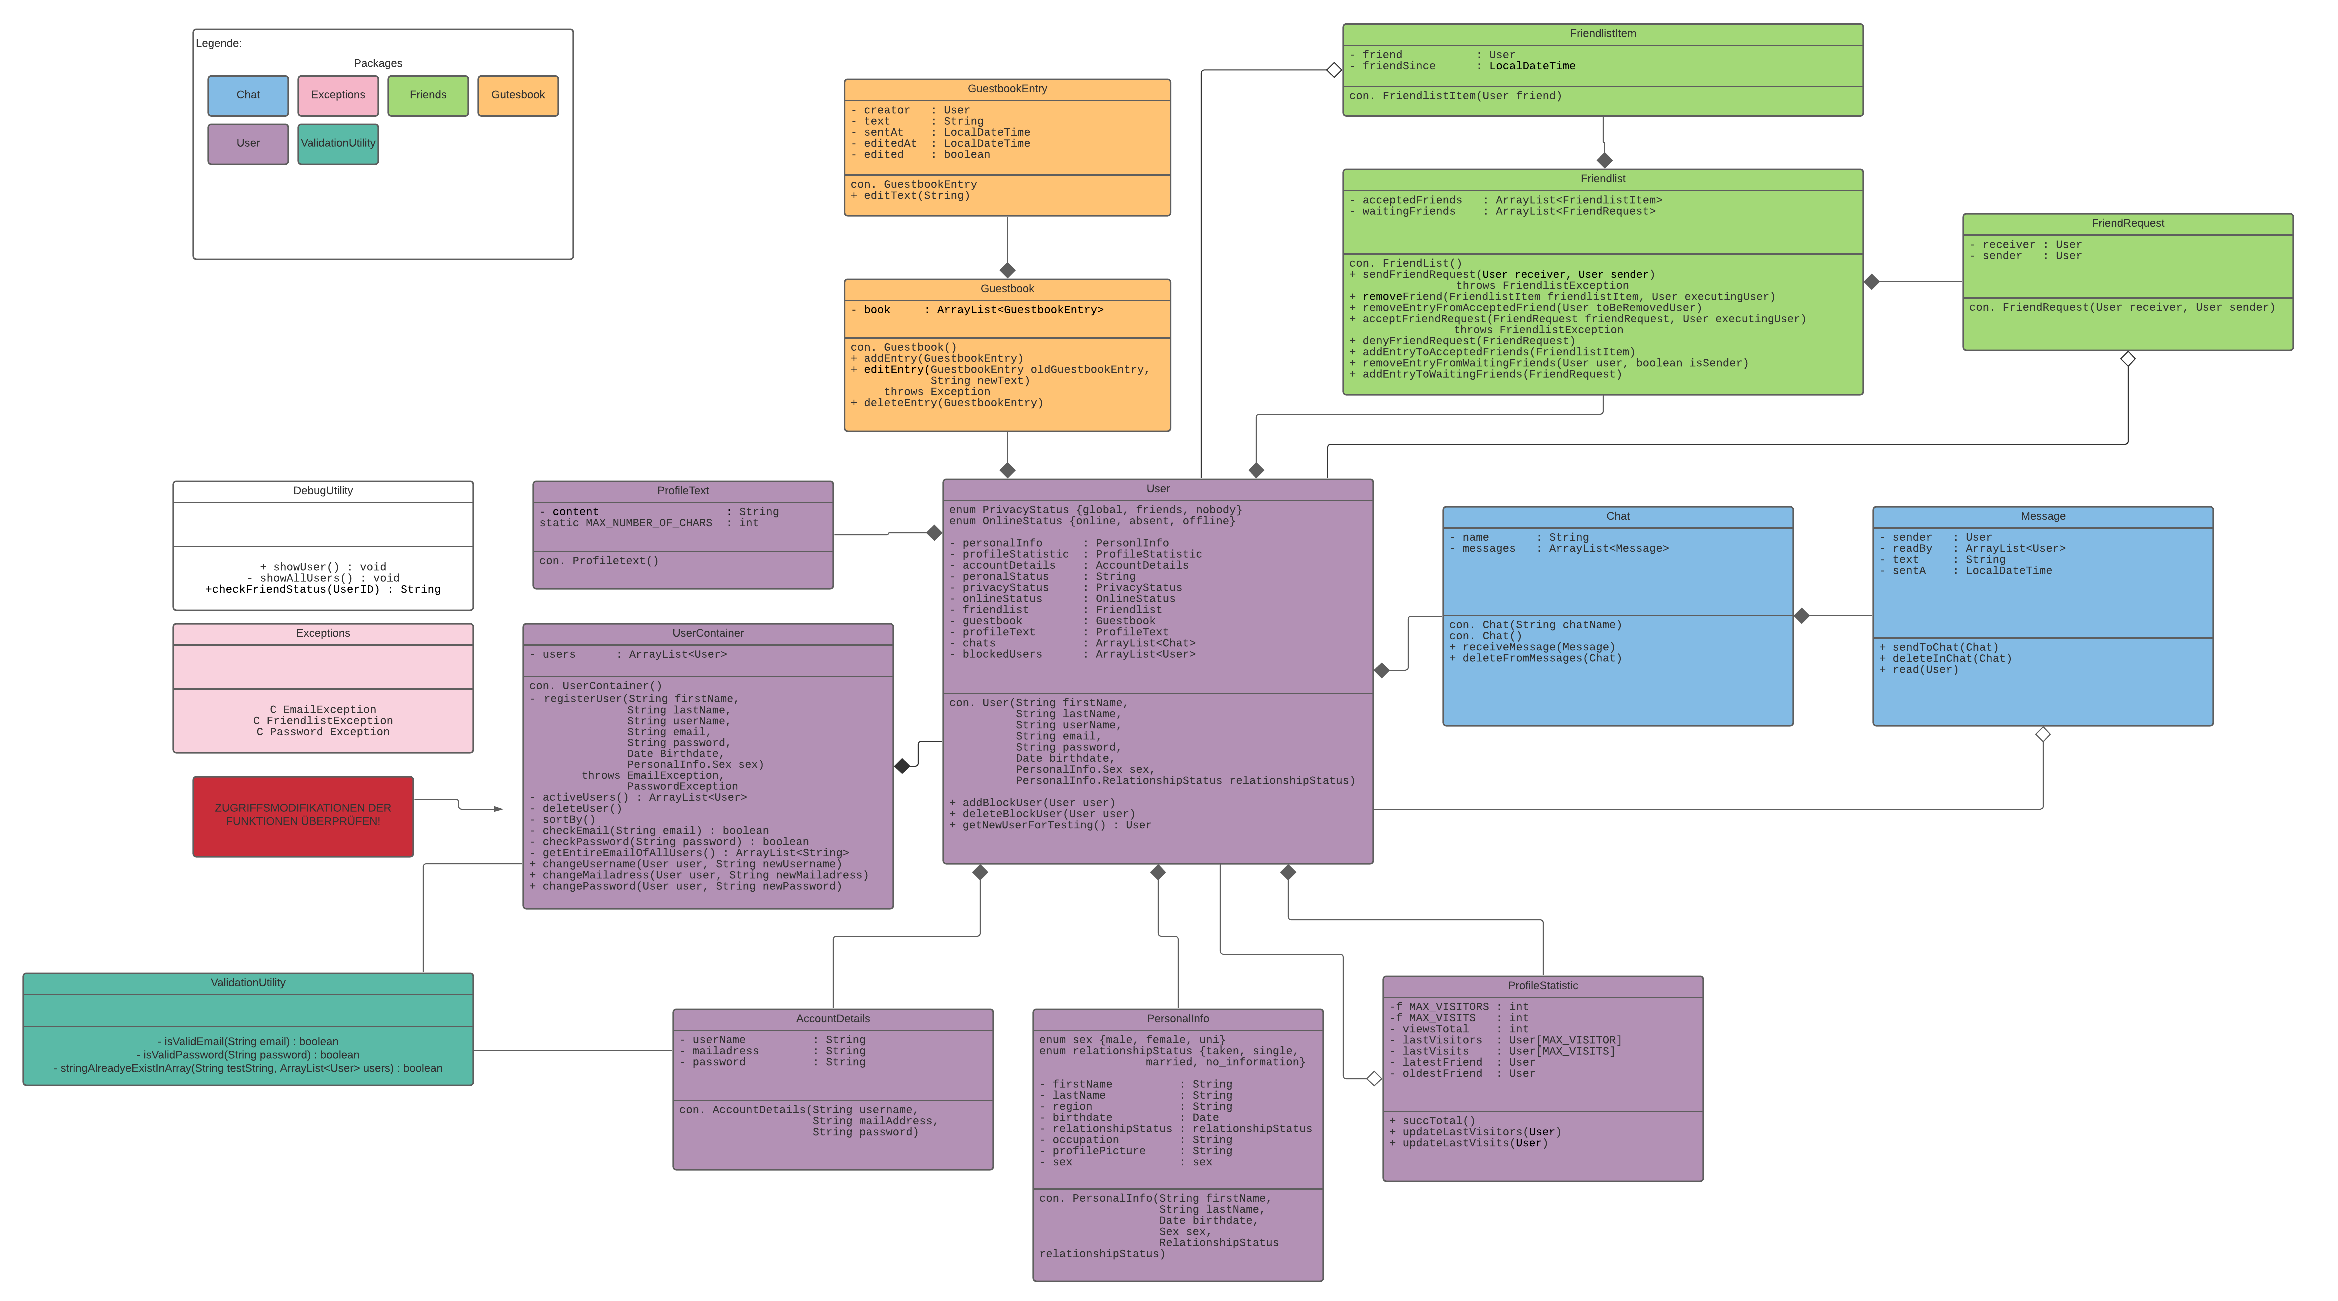 Legende:
Packages
Chat
Exceptions
Friends
Gutesbook
User
ValidationUtility
FriendlistItem
- friend : User
- friendSince : LocalDateTime
con. FriendlistItem(User friend)
GuestbookEntry
- creator : User
- text : String
- sentAt : LocalDateTime
- editedAt : LocalDateTime
- edited : boolean
con. GuestbookEntry
+ editText(String)
Friendlist
- acceptedFriends : ArrayList<FriendlistItem>
- waitingFriends : ArrayList<FriendRequest>
con. FriendList()
+ sendFriendRequest(User receiver, User sender)
throws FriendlistException
+ removeFriend(FriendlistItem friendlistItem, User executingUser)
+ removeEntryFromAcceptedFriend(User toBeRemovedUser)
+ acceptFriendRequest(FriendRequest friendRequest, User executingUser)
throws FriendlistException
+ denyFriendRequest(FriendRequest)
+ addEntryToAcceptedFriends(FriendlistItem)
+ removeEntryFromWaitingFriends(User user, boolean isSender)
+ addEntryToWaitingFriends(FriendRequest)
FriendRequest
- receiver : User
- sender : User
con. FriendRequest(User receiver, User sender)
Guestbook
- book : ArrayList<GuestbookEntry>
con. Guestbook()
+ addEntry(GuestbookEntry)
+ editEntry(GuestbookEntry oldGuestbookEntry,
String newText)
throws Exception
+ deleteEntry(GuestbookEntry)
DebugUtility
+ showUser() : void
- showAllUsers() : void
+checkFriendStatus(UserID) : String
ProfileText
- content : String
static MAX_NUMBER_OF_CHARS : int
con. Profiletext()
User
enum PrivacyStatus {global, friends, nobody}
enum OnlineStatus {online, absent, offline}
- personalInfo : PersonlInfo
- profileStatistic : ProfileStatistic
- accountDetails : AccountDetails
- peronalStatus : String
- privacyStatus : PrivacyStatus
- onlineStatus : OnlineStatus
- friendlist : Friendlist
- guestbook : Guestbook
- profileText : ProfileText
- chats : ArrayList<Chat>
- blockedUsers : ArrayList<User>
con. User(String firstName,
String lastName,
String userName,
String email,
String password,
Date birthdate,
PersonalInfo.Sex sex,
PersonalInfo.RelationshipStatus relationshipStatus)
+ addBlockUser(User user)
+ deleteBlockUser(User user)
+ getNewUserForTesting() : User
Chat
- name : String
- messages : ArrayList<Message>
con. Chat(String chatName)
con. Chat()
+ receiveMessage(Message)
+ deleteFromMessages(Chat)
Message
- sender : User
- readBy : ArrayList<User>
- text : String
- sentA : LocalDateTime
+ sendToChat(Chat)
+ deleteInChat(Chat)
+ read(User)
Exceptions
C EmailException
C FriendlistException
C Password Exception
UserContainer
- users : ArrayList<User>
con. UserContainer()
- registerUser(String firstName,
String lastName,
String userName,
String email,
String password,
Date Birthdate,
PersonalInfo.Sex sex)
throws EmailException,
PasswordException
- activeUsers() : ArrayList<User>
- deleteUser()
- sortBy()
- checkEmail(String email) : boolean
- checkPassword(String password) : boolean
- getEntireEmailOfAllUsers() : ArrayList<String>
+ changeUsername(User user, String newUsername)
+ changeMailadress(User user, String newMailadress)
+ changePassword(User user, String newPassword)
ZUGRIFFSMODIFIKATIONEN DER
FUNKTIONEN ÜBERPRÜFEN!
ValidationUtility
- isValidEmail(String email) : boolean
- isValidPassword(String password) : boolean
- stringAlreadyeExistInArray(String testString, ArrayList<User> users) : boolean
AccountDetails
- userName : String
- mailadress : String
- password : String
con. AccountDetails(String username,
String mailAddress,
String password)
PersonalInfo
enum sex {male, female, uni}
enum relationshipStatus {taken, single,
married, no_information}
- firstName : String
- lastName : String
- region : String
- birthdate : Date
- relationshipStatus : relationshipStatus
- occupation : String
- profilePicture : String
- sex : sex
con. PersonalInfo(String firstName,
String lastName,
Date birthdate,
Sex sex,
RelationshipStatus
relationshipStatus)
ProfileStatistic
-f MAX_VISITORS : int
-f MAX_VISITS : int
- viewsTotal : int
- lastVisitors : User[MAX_VISITOR]
- lastVisits : User[MAX_VISITS]
- latestFriend : User
- oldestFriend : User
+ succTotal()
+ updateLastVisitors(User)
+ updateLastVisits(User)